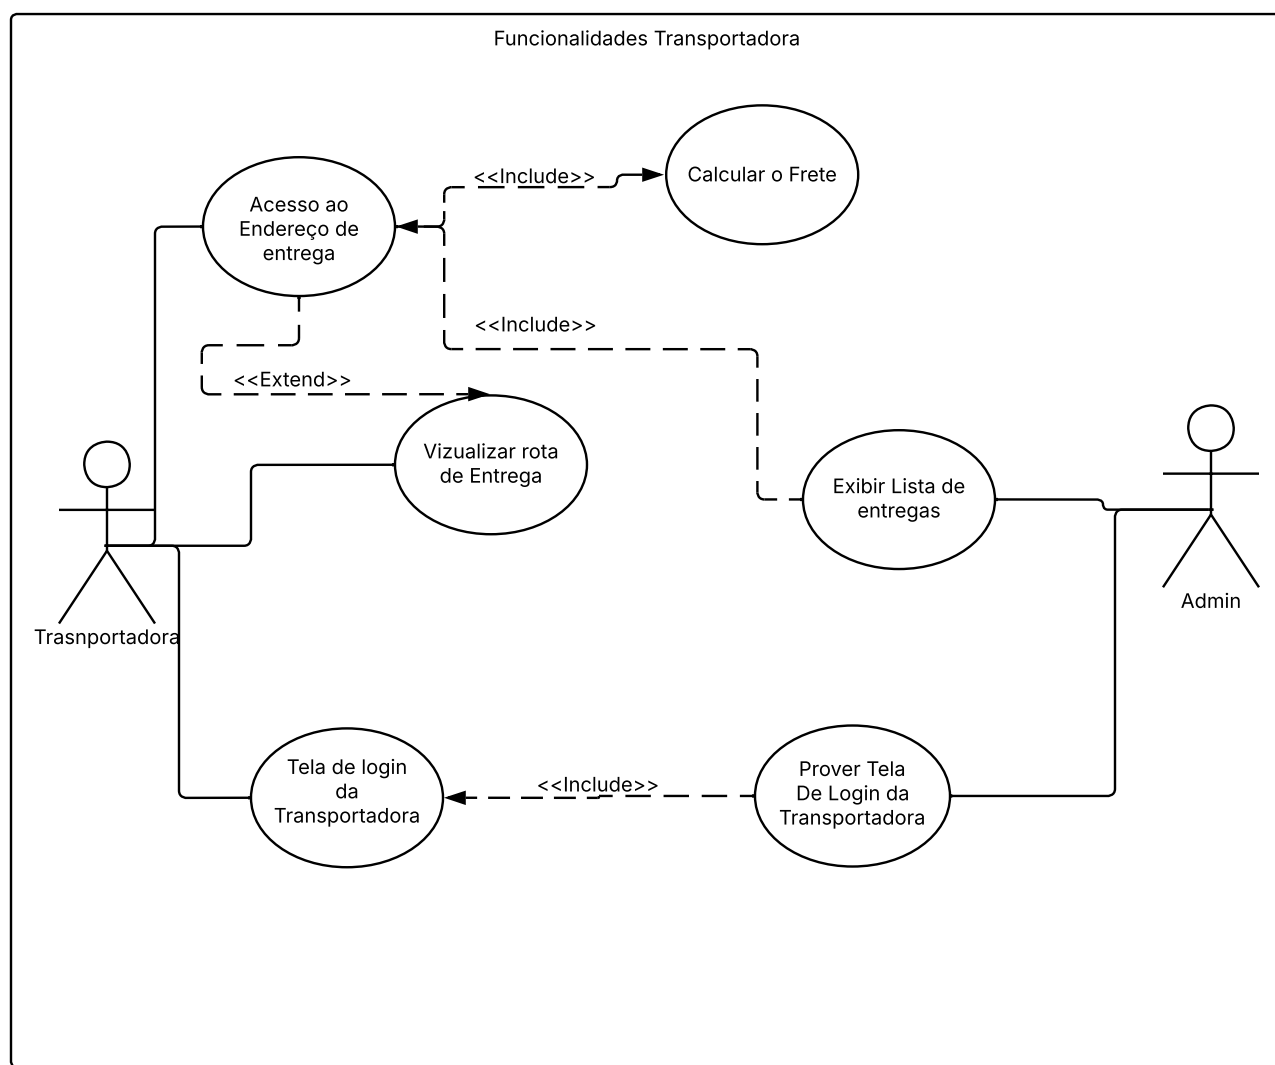 Funcionalidades Transportadora
<<Include>>
Calcular o Frete
Acesso ao
Endereço de
entrega
<<Include>>
<<Extend>>
Vizualizar rota
de Entrega
Exibir Lista de
entregas
Admin
Trasnportadora
Tela de login
da
Transportadora
<<Include>>
Prover Tela
De Login da
Transportadora